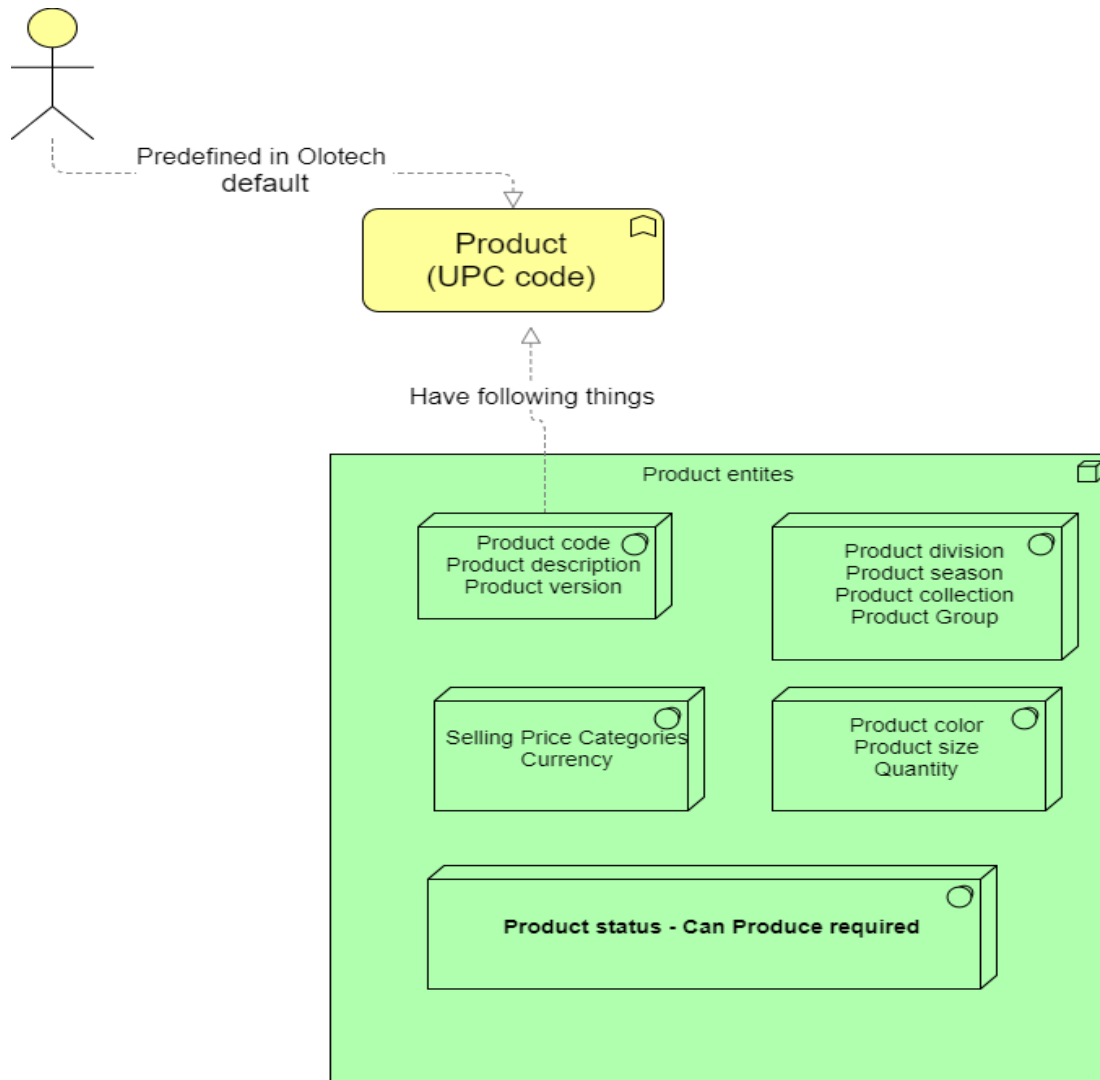 Predefined in Olotech
default
Product
(UPC code)
Have following things
Product entites
Product code
Product description
Product version
Product division
Product season
Product collection
Product Group
Selling Price Categories
Currency
Product color
Product size
Quantity
Product status - Can Produce required